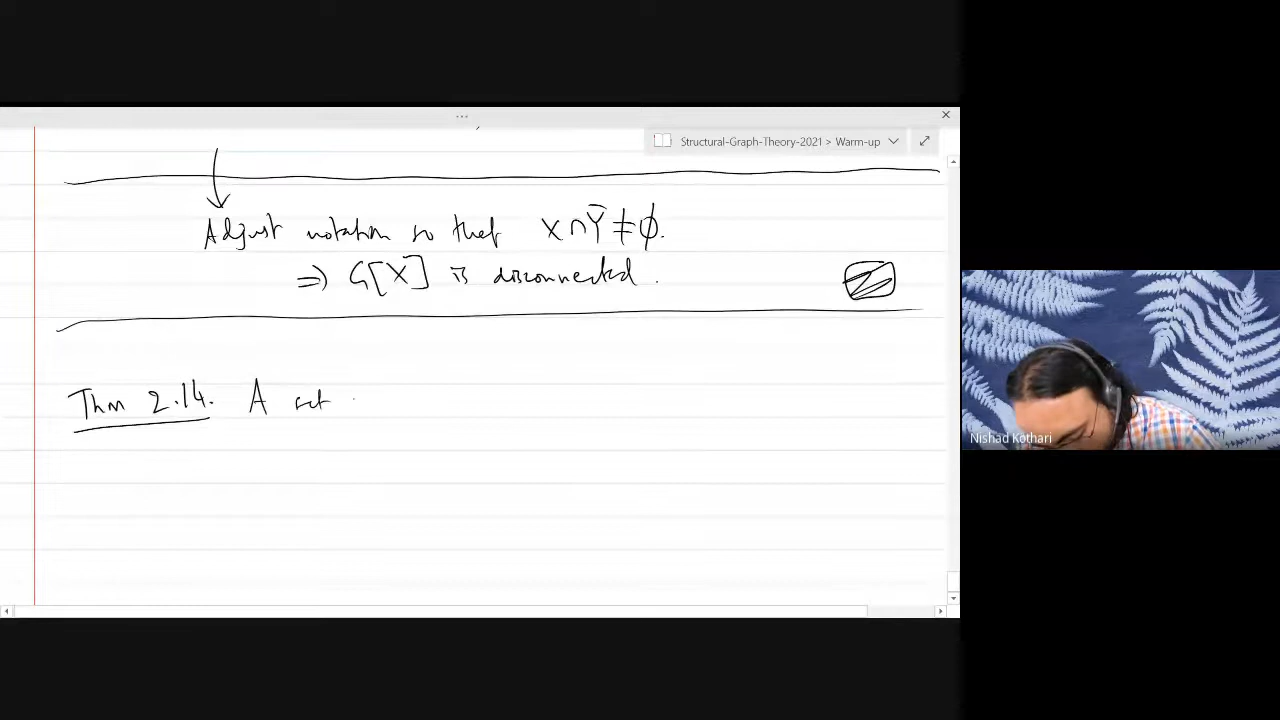 Structural-Graph-Theory-2021 > Warm-up
Adjust notation so that X ∩ Ȳ ≠ ϕ.
⇒ G[X] is disconnected.
Thm 2.14. A set
Nishad Kothari